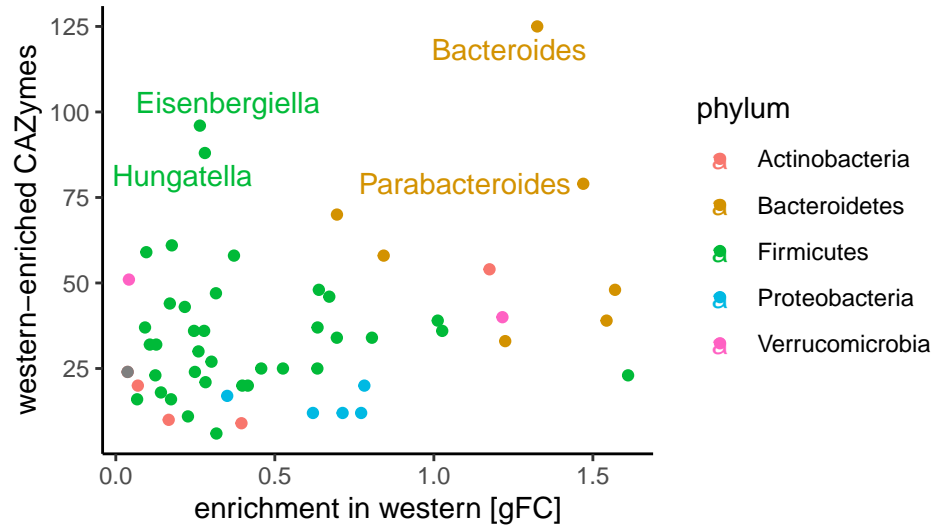 western−enriched CAZymes
125
100
75
50
25
0.0
0.5
1.0
1.5
enrichment in western [gFC]
Bacteroides
Eisenbergiella
Hungatella
Parabacteroides
phylum
a Actinobacteria
a Bacteroidetes
a Firmicutes
a Proteobacteria
a Verrucomicrobia